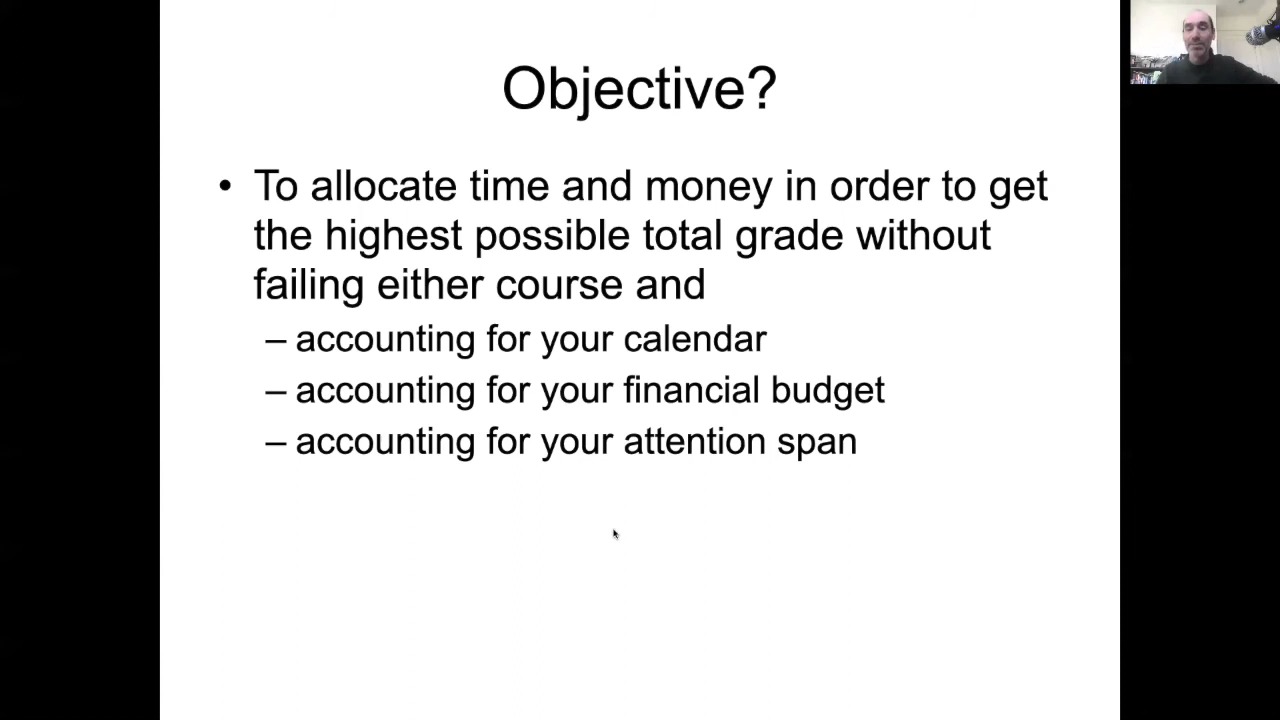 Objective?
• To allocate time and money in order to get
the highest possible total grade without
failing either course and
– accounting for your calendar
– accounting for your financial budget
– accounting for your attention span